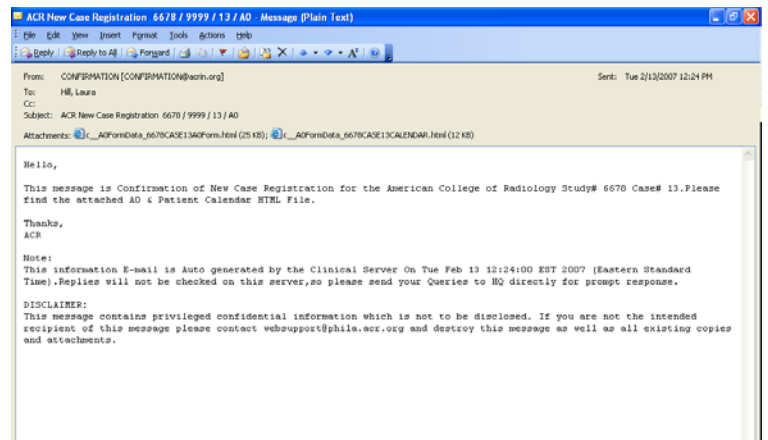 ACR New Case Registration 6678 / 9999 / 13 / A0 - Message (Plain Text)
File Edit View Insert Format Tools Actions Help
Reply Reply to All Forward
From: CONFIRMATION [CONFIRMATION@acrin.org] Sent: Tue 2/13/2007 12:24 PM
To: Hill, Laura
Cc:
Subject: ACR New Case Registration 6678 / 9999 / 13 / A0
Attachments: c__A0FormData_6678CASE13A0Form.html (25 KB); c__A0FormData_6678CASE13CALENDAR.html (12 KB)
Hello,
This message is Confirmation of New Case Registration for the American College of Radiology Study# 6678 Case# 13.Please
find the attached A0 & Patient Calendar HTML File.
Thanks,
ACR
Note:
This information E-mail is Auto generated by the Clinical Server On Tue Feb 13 12:24:00 EST 2007 (Eastern Standard
Time).Replies will not be checked on this server,so please send your Queries to HQ directly for prompt response.
DISCLAIMER:
This message contains privileged confidential information which is not to be disclosed. If you are not the intended
recipient of this message please contact websupport@phila.acr.org and destroy this message as well as all existing copies
and attachments.